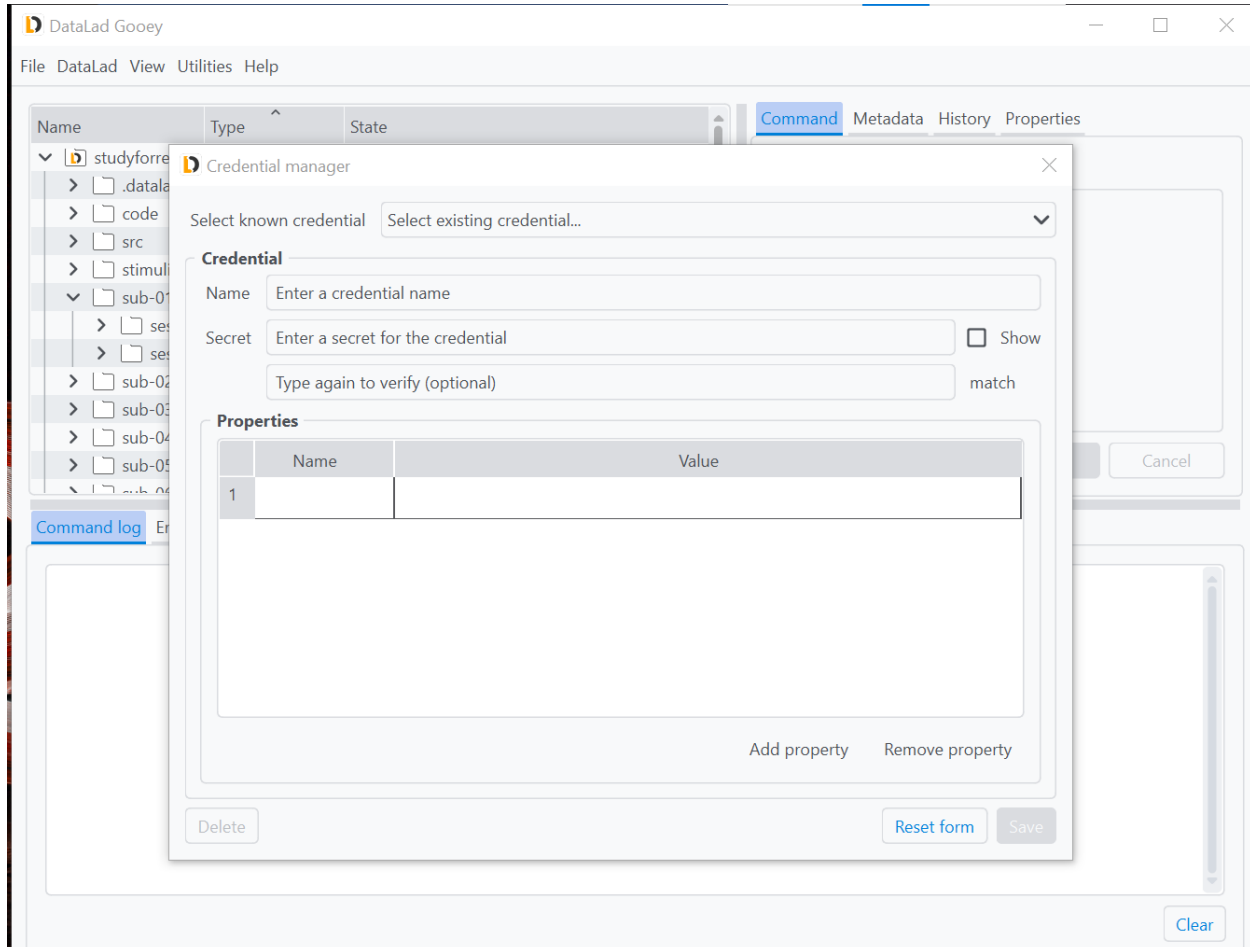 DataLad Gooey
File DataLad View Utilities Help
Name Type State
studyforre
.datala
code
src
stimuli
sub-01
ses
ses
sub-02
sub-03
sub-04
sub-05
Command Metadata History Properties
Cancel
Credential manager
Select known credential Select existing credential...
Credential
Name Enter a credential name
Secret Enter a secret for the credential Show
Type again to verify (optional) match
Properties
Name Value
1
Add property Remove property
Delete Reset form Save
Command log Er
Clear